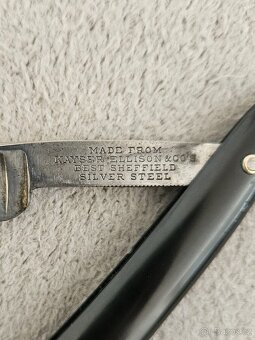 MADE FROM
KAYSER ELLISON & CO'S
BEST SHEFFIELD
SILVER STEEL